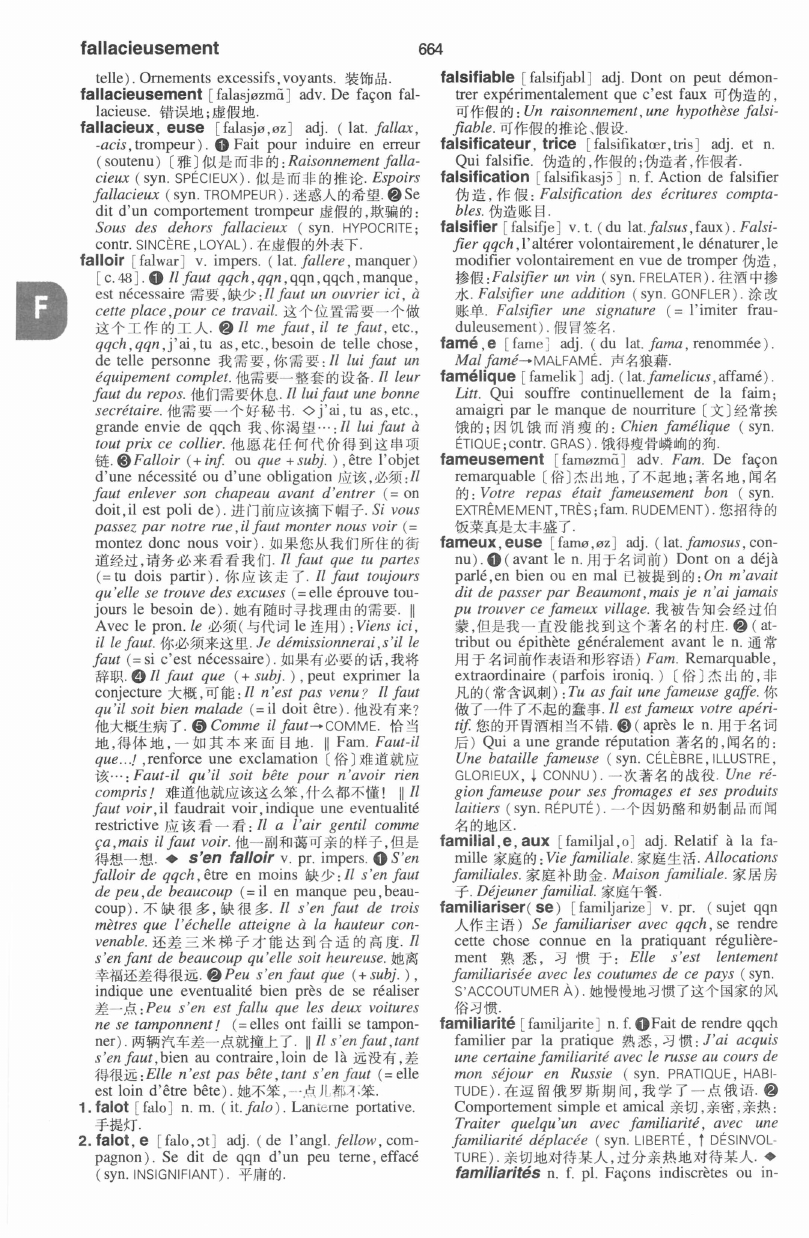 fallacieusement
664
telle). Ornements excessifs, voyants. 装饰品.
fallacieusement [falasjøzmɑ̃] adv. De façon fal-
lacieuse. 错误地;虚假地.
fallacieux, euse [falasjø,øz] adj. ( lat. fallax,
-acis, trompeur). ❶ Fait pour induire en erreur
(soutenu) [雅]似是而非的: Raisonnement falla-
cieux (syn. SPÉCIEUX). 似是而非的推论. Espoirs
fallacieux (syn. TROMPEUR). 迷惑人的希望. ❷ Se
dit d'un comportement trompeur 虚假的,欺骗的:
Sous des dehors fallacieux ( syn. HYPOCRITE;
contr. SINCÈRE, LOYAL). 在虚假的外表下.
falloir [falwar] v. impers. (lat. fallere, manquer)
[c.48]. ❶ Il faut qqch, qqn, qqn, qqch, manque,
est nécessaire 需要,缺少: Il faut un ouvrier ici, à
cette place, pour ce travail. 这个位置需要一个做
这个工作的工人. ❷ Il me faut, il te faut, etc.,
qqch, qqn, j'ai, tu as, etc., besoin de telle chose,
de telle personne 我需要,你需要: Il lui faut un
équipement complet. 他需要一整套的设备. Il leur
faut du repos. 他们需要休息. Il lui faut une bonne
secrétaire. 他需要一个好秘书. ◇ j'ai, tu as, etc.,
grande envie de qqch 我、你渴望…: Il lui faut à
tout prix ce collier. 他愿花任何代价得到这串项
链. ❸ Falloir (+ inf. ou que + subj.), être l'objet
d'une nécessité ou d'une obligation 应该,必须: Il
faut enlever son chapeau avant d'entrer (= on
doit, il est poli de). 进门前应该摘下帽子. Si vous
passez par notre rue, il faut monter nous voir (=
montez donc nous voir). 如果您从我们所住的街
道经过,请务必来看看我们. Il faut que tu partes
(= tu dois partir). 你应该走了. Il faut toujours
qu'elle se trouve des excuses (= elle éprouve tou-
jours le besoin de). 她有随时寻找理由的需要. ‖
Avec le pron. le 必须(与代词 le 连用): Viens ici,
il le faut. 你必须来这里. Je démissionnerai, s'il le
faut (= si c'est nécessaire). 如果有必要的话,我将
辞职. ❹ Il faut que (+ subj.), peut exprimer la
conjecture 大概,可能: Il n'est pas venu? Il faut
qu'il soit bien malade (= il doit être). 他没有来?
他大概生病了. ❺ Comme il faut→COMME. 恰当
地,得体地,一如其本来面目地. ‖ Fam. Faut-il
que...!, renforce une exclamation [俗]难道就应
该…: Faut-il qu'il soit bête pour n'avoir rien
compris! 难道他就应该这么笨,什么都不懂! ‖ Il
faut voir, il faudrait voir, indique une eventualité
restrictive 应该看一看: Il a l'air gentil comme
ça, mais il faut voir. 他一副和蔼可亲的样子,但是
得想一想. ◆ s'en falloir v. pr. impers. ❶ S'en
falloir de qqch, être en moins 缺少: Il s'en faut
de peu, de beaucoup (= il en manque peu, beau-
coup). 不缺很多,缺很多. Il s'en faut de trois
mètres que l'échelle atteigne à la hauteur con-
venable. 还差三米梯子才能达到合适的高度. Il
s'en fant de beaucoup qu'elle soit heureuse. 她离
幸福还差得很远. ❷ Peu s'en faut que (+ subj.),
indique une eventualité bien près de se réaliser
差一点: Peu s'en est fallu que les deux voitures
ne se tamponnent! (= elles ont failli se tampon-
ner). 两辆汽车差一点就撞上了. ‖ Il s'en faut, tant
s'en faut, bien au contraire, loin de là 远没有,差
得很远: Elle n'est pas bête, tant s'en faut (= elle
est loin d'être bête). 她不笨,一点儿都不笨.
1. falot [falo] n. m. (it. falo). Lanterne portative.
手提灯.
2. falot, e [falo,ɔt] adj. ( de l'angl. fellow, com-
pagnon). Se dit de qqn d'un peu terne, effacé
(syn. INSIGNIFIANT). 平庸的.
F
falsifiable [falsifjabl] adj. Dont on peut démon-
trer expérimentalement que c'est faux 可伪造的,
可作假的: Un raisonnement, une hypothèse falsi-
fiable. 可作假的推论、假设.
falsificateur, trice [falsifikatœr,tris] adj. et n.
Qui falsifie. 伪造的,作假的;伪造者,作假者.
falsification [falsifikasjɔ̃] n. f. Action de falsifier
伪造,作假: Falsification des écritures compta-
bles. 伪造账目.
falsifier [falsifje] v. t. (du lat. falsus, faux). Falsi-
fier qqch, l'altérer volontairement, le dénaturer, le
modifier volontairement en vue de tromper 伪造,
掺假: Falsifier un vin (syn. FRELATER). 往酒中掺
水. Falsifier une addition (syn. GONFLER). 涂改
账单. Falsifier une signature (= l'imiter frau-
duleusement). 假冒签名.
famé, e [fame] adj. ( du lat. fama, renommée).
Mal famé→MALFAMÉ. 声名狼藉.
famélique [famelik] adj. (lat. famelicus, affamé).
Litt. Qui souffre continuellement de la faim;
amaigri par le manque de nourriture [文]经常挨
饿的;因饥饿而消瘦的: Chien famélique ( syn.
ÉTIQUE; contr. GRAS). 饿得瘦骨嶙峋的狗.
fameusement [famøzmɑ̃] adv. Fam. De façon
remarquable [俗]杰出地,了不起地;著名地,闻名
的: Votre repas était fameusement bon ( syn.
EXTRÊMEMENT, TRÈS; fam. RUDEMENT). 您招待的
饭菜真是太丰盛了.
fameux, euse [famø,øz] adj. ( lat. famosus, con-
nu). ❶ (avant le n. 用于名词前) Dont on a déjà
parlé, en bien ou en mal 已被提到的: On m'avait
dit de passer par Beaumont, mais je n'ai jamais
pu trouver ce fameux village. 我被告知会经过伯
蒙,但是我一直没能找到这个著名的村庄. ❷ (at-
tribut ou épithète généralement avant le n. 通常
用于名词前作表语和形容语) Fam. Remarquable,
extraordinaire (parfois ironiq. ) [俗]杰出的,非
凡的(常含讽刺): Tu as fait une fameuse gaffe. 你
做了一件了不起的蠢事. Il est fameux votre apéri-
tif. 您的开胃酒相当不错. ❸ (après le n. 用于名词
后) Qui a une grande réputation 著名的,闻名的:
Une bataille fameuse (syn. CÉLÈBRE, ILLUSTRE,
GLORIEUX, ↓ CONNU). 一次著名的战役. Une ré-
gion fameuse pour ses fromages et ses produits
laitiers (syn. RÉPUTÉ). 一个因奶酪和奶制品而闻
名的地区.
familial, e, aux [familjal,o] adj. Relatif à la fa-
mille 家庭的: Vie familiale. 家庭生活. Allocations
familiales. 家庭补助金. Maison familiale. 家居房
子. Déjeuner familial. 家庭午餐.
familiariser(se) [familjarize] v. pr. ( sujet qqn
人作主语) Se familiariser avec qqch, se rendre
cette chose connue en la pratiquant régulière-
ment 熟悉, 习惯于: Elle s'est lentement
familiarisée avec les coutumes de ce pays (syn.
S'ACCOUTUMER À). 她慢慢地习惯了这个国家的风
俗习惯.
familiarité [familjarite] n. f. ❶ Fait de rendre qqch
familier par la pratique 熟悉,习惯: J'ai acquis
une certaine familiarité avec le russe au cours de
mon séjour en Russie ( syn. PRATIQUE, HABI-
TUDE). 在逗留俄罗斯期间,我学了一点俄语. ❷
Comportement simple et amical 亲切,亲密,亲热:
Traiter quelqu'un avec familiarité, avec une
familiarité déplacée (syn. LIBERTÉ, ↑ DÉSINVOL-
TURE). 亲切地对待某人,过分亲热地对待某人. ◆
familiarités n. f. pl. Façons indiscrètes ou in-